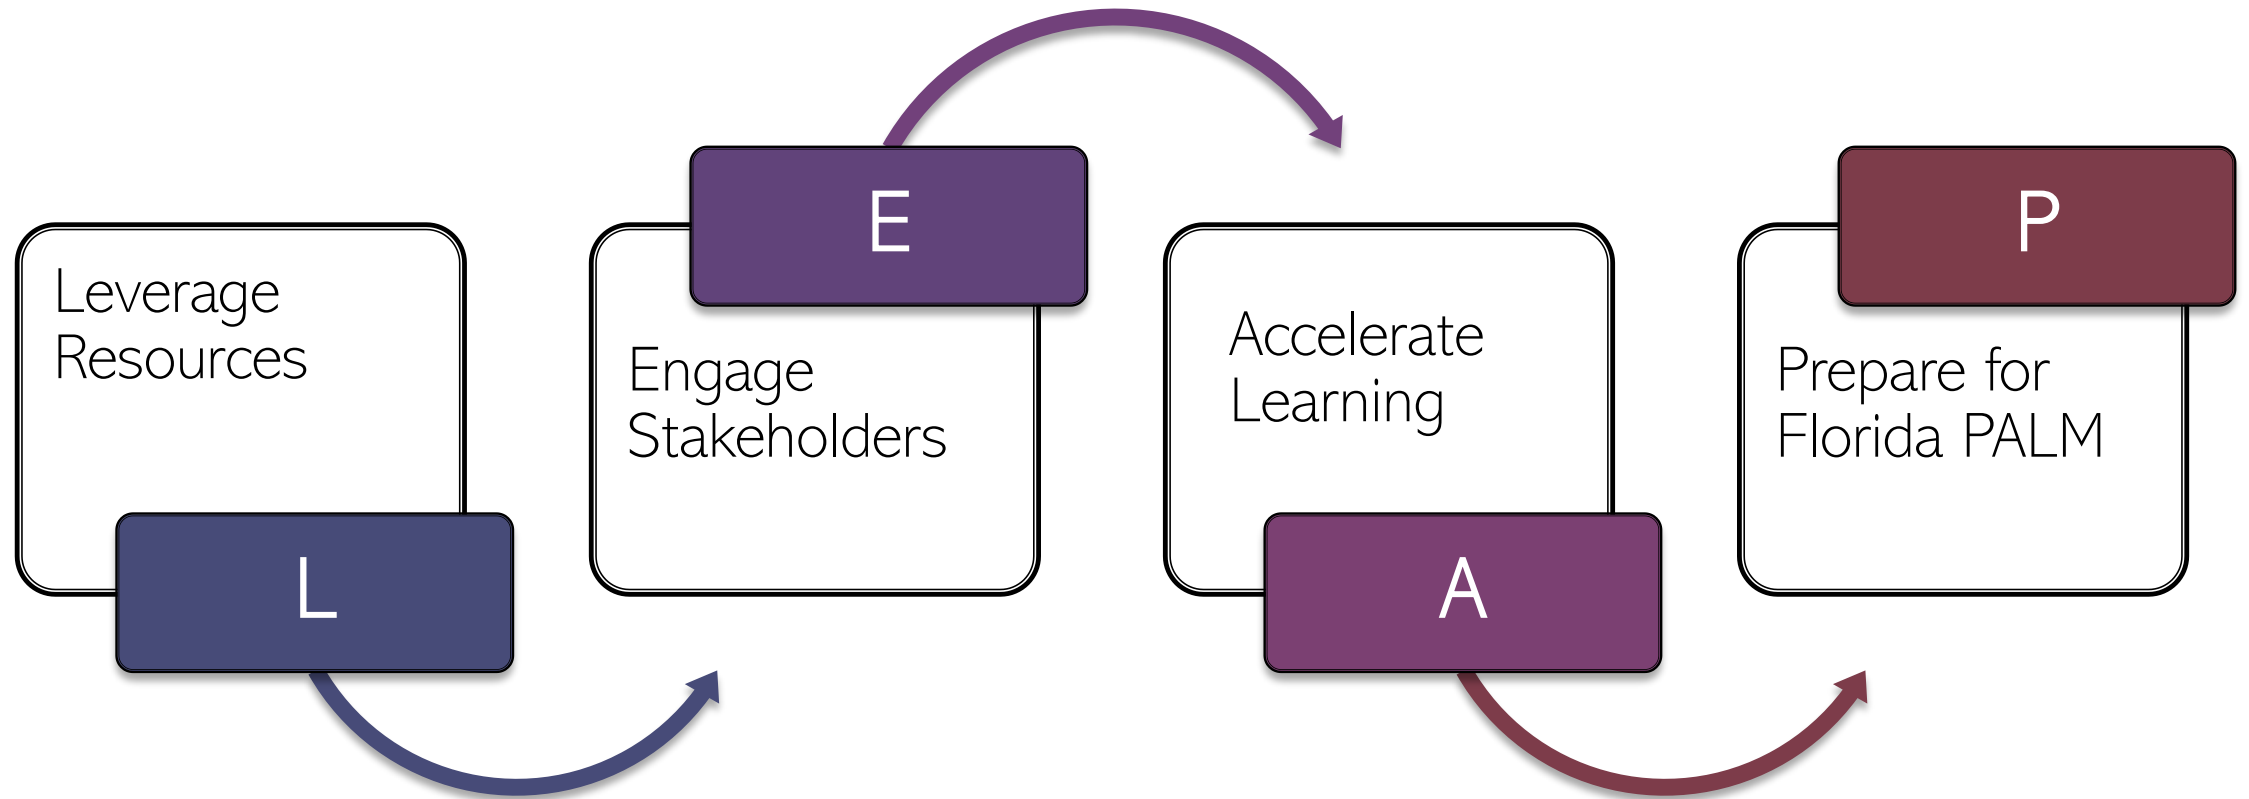 Leverage
Resources
L
E
Engage
Stakeholders
Accelerate
Learning
A
P
Prepare for
Florida PALM